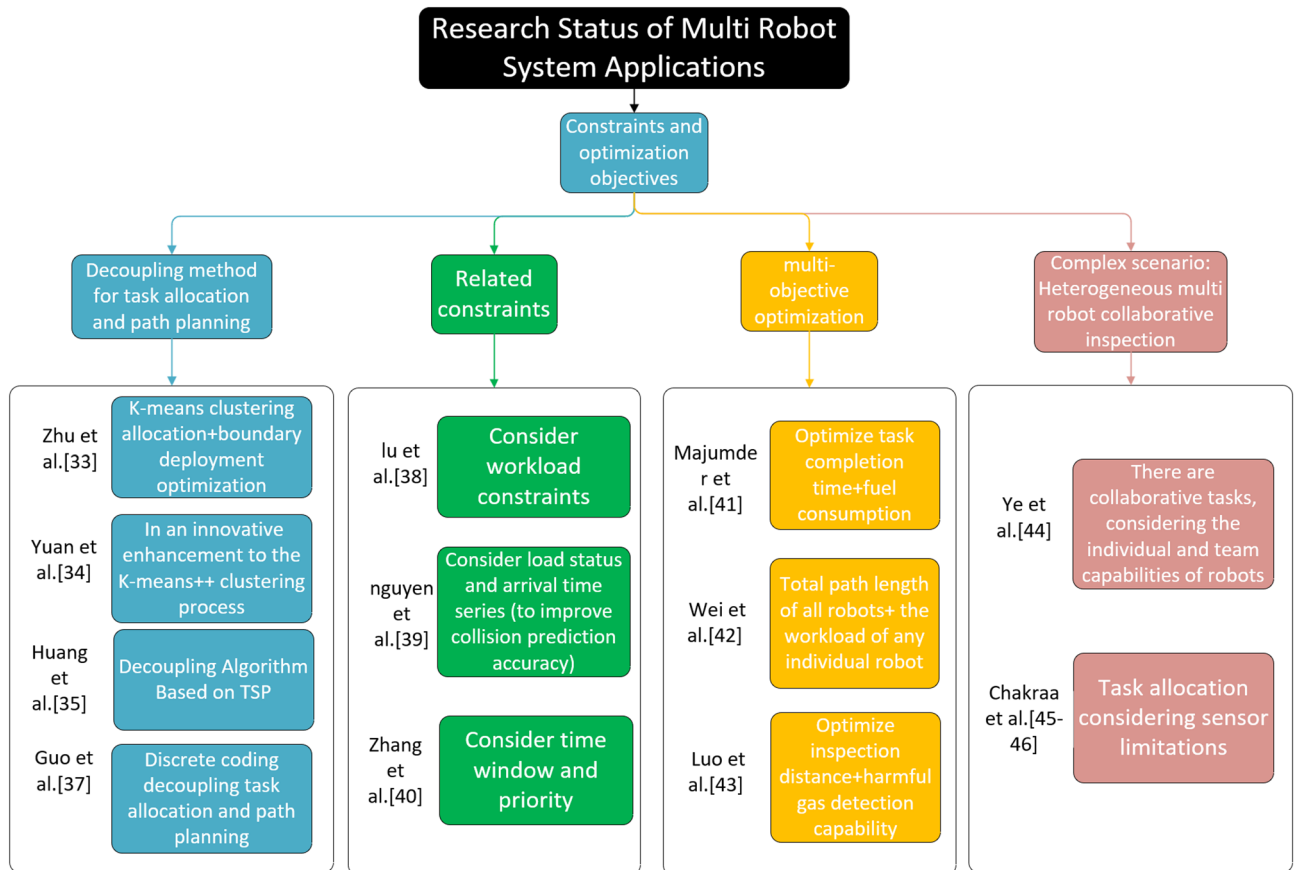 Research Status of Multi Robot
System Applications
Constraints and
optimization
objectives
Decoupling method
for task allocation
and path planning
Related
constraints
multi-
objective
optimization
Complex scenario:
Heterogeneous multi
robot collaborative
inspection
Zhu et
al.[33]
K-means clustering
allocation+boundary
deployment
optimization
Yuan et
al.[34]
In an innovative
enhancement to the
K-means++ clustering
process
Huang
et
al.[35]
Decoupling Algorithm
Based on TSP
Guo et
al.[37]
Discrete coding
decoupling task
allocation and path
planning
lu et
al.[38]
Consider
workload
constraints
nguyen
et
al.[39]
Consider load status
and arrival time
series (to improve
collision prediction
accuracy)
Zhang
et
al.[40]
Consider time
window and
priority
Majumde
r et
al.[41]
Optimize task
completion
time+fuel
consumption
Wei et
al.[42]
Total path length
of all robots+ the
workload of any
individual robot
Luo et
al.[43]
Optimize
inspection
distance+harmful
gas detection
capability
Ye et
al.[44]
There are
collaborative tasks,
considering the
individual and team
capabilities of robots
Chakraa
et al.[45-
46]
Task allocation
considering sensor
limitations